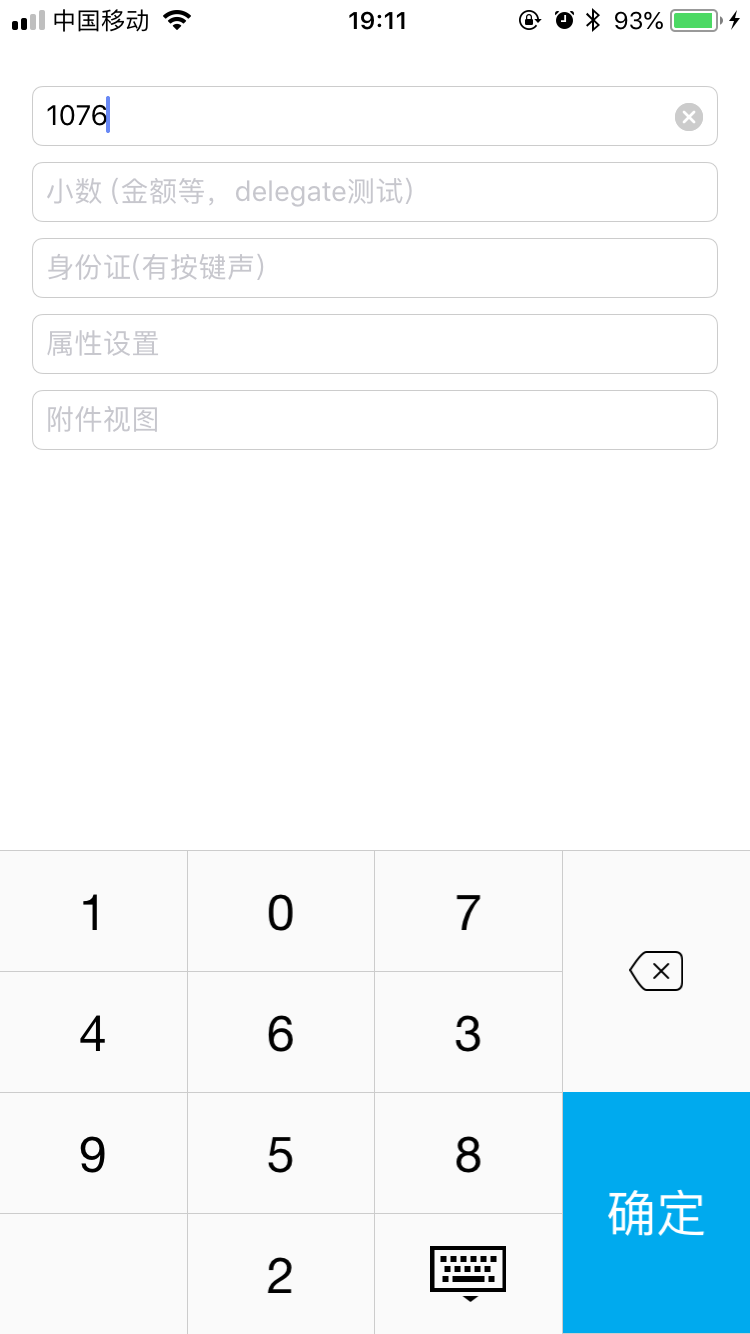 中国移动 19:11 93%
1076
小数 (金额等，delegate测试)
身份证(有按键声)
属性设置
附件视图
1 0 7
4 6 3
9 5 8
确定
2